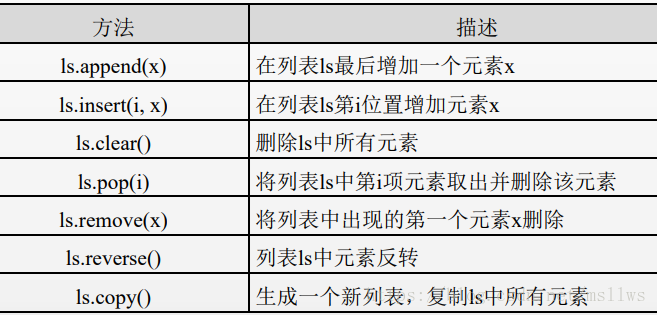 方法 描述
ls.append(x) 在列表ls最后增加一个元素x
ls.insert(i, x) 在列表ls第i位置增加元素x
ls.clear() 删除ls中所有元素
ls.pop(i) 将列表ls中第i项元素取出并删除该元素
ls.remove(x) 将列表中出现的第一个元素x删除
ls.reverse() 列表ls中元素反转
ls.copy() 生成一个新列表，复制ls中所有元素